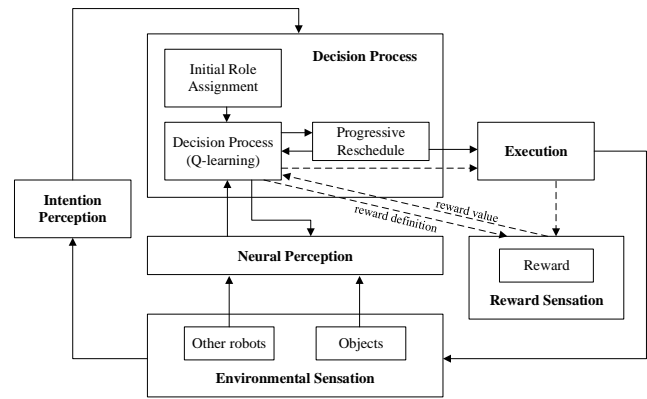 Decision Process
Initial Role
Assignment
Decision Process
(Q-learning)
Progressive
Reschedule
Execution
Intention
Perception
reward value
reward definition
Neural Perception
Reward
Reward Sensation
Other robots
Objects
Environmental Sensation